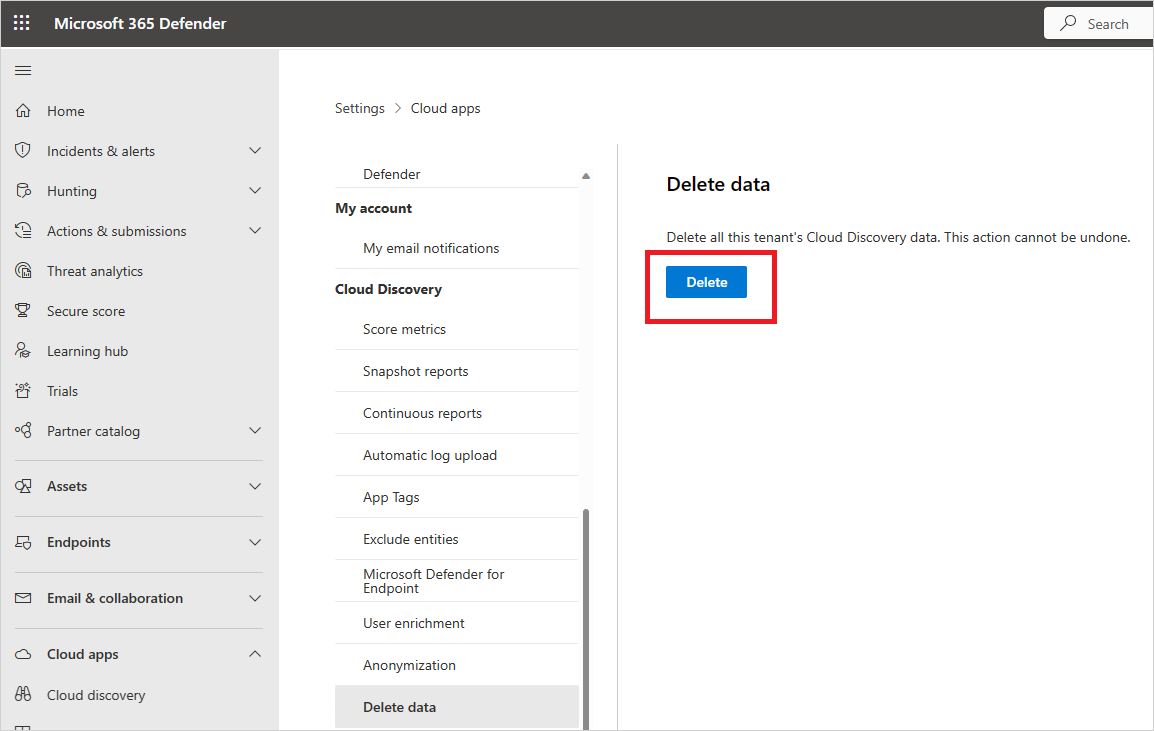 Microsoft 365 Defender
Search
Home
Incidents & alerts
Hunting
Actions & submissions
Threat analytics
Secure score
Learning hub
Trials
Partner catalog
Assets
Endpoints
Email & collaboration
Cloud apps
Cloud discovery
Settings > Cloud apps
Defender
My account
My email notifications
Cloud Discovery
Score metrics
Snapshot reports
Continuous reports
Automatic log upload
App Tags
Exclude entities
Microsoft Defender for
Endpoint
User enrichment
Anonymization
Delete data
Delete data
Delete all this tenant's Cloud Discovery data. This action cannot be undone.
Delete